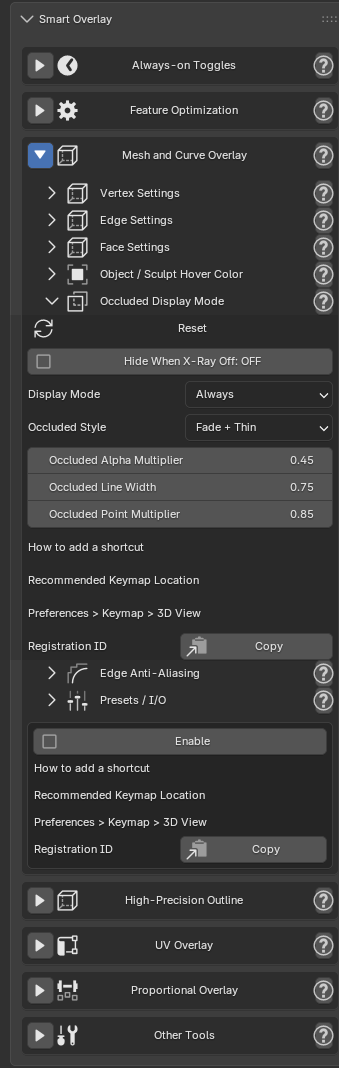 Smart Overlay
Always-on Toggles
Feature Optimization
Mesh and Curve Overlay
Vertex Settings
Edge Settings
Face Settings
Object / Sculpt Hover Color
Occluded Display Mode
Reset
Hide When X-Ray Off: OFF
Display Mode Always
Occluded Style Fade + Thin
Occluded Alpha Multiplier 0.45
Occluded Line Width 0.75
Occluded Point Multiplier 0.85
How to add a shortcut
Recommended Keymap Location
Preferences > Keymap > 3D View
Registration ID Copy
Edge Anti-Aliasing
Presets / I/O
Enable
How to add a shortcut
Recommended Keymap Location
Preferences > Keymap > 3D View
Registration ID Copy
High-Precision Outline
UV Overlay
Proportional Overlay
Other Tools